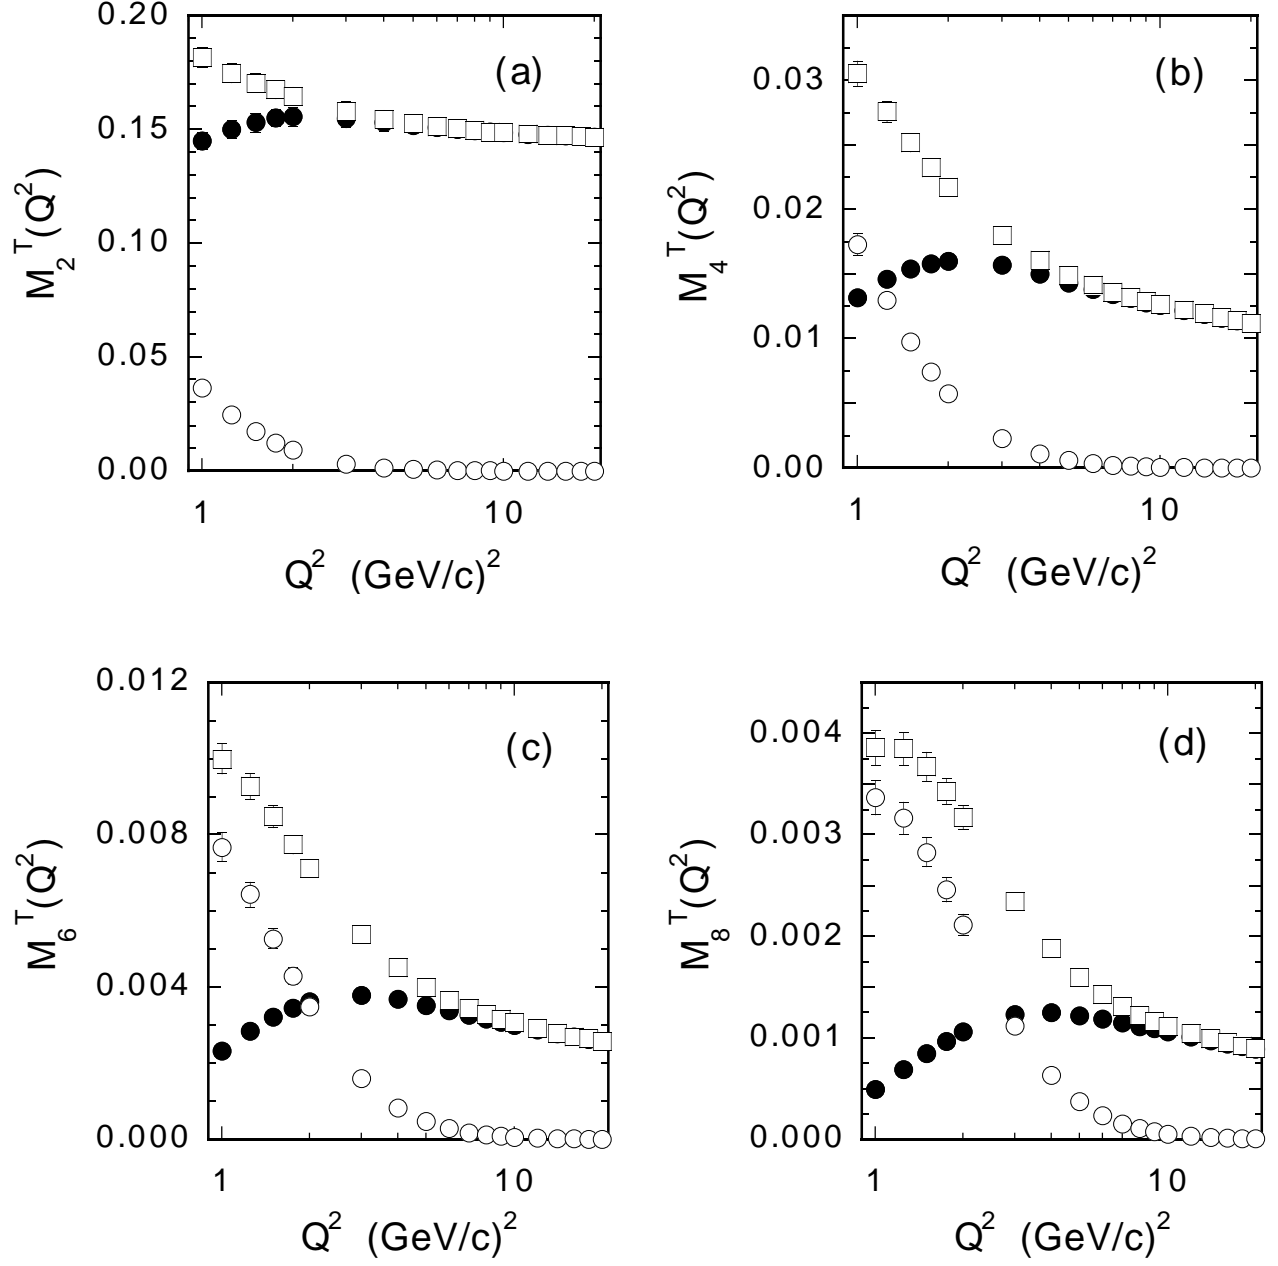 (a)
0.20
0.15
0.10
0.05
0.00
M₂ᵀ(Q²)
1 10
Q² (GeV/c)²
(b)
0.03
0.02
0.01
0.00
M₄ᵀ(Q²)
1 10
Q² (GeV/c)²
(c)
0.012
0.008
0.004
0.000
M₆ᵀ(Q²)
1 10
Q² (GeV/c)²
(d)
0.004
0.003
0.002
0.001
0.000
M₈ᵀ(Q²)
1 10
Q² (GeV/c)²